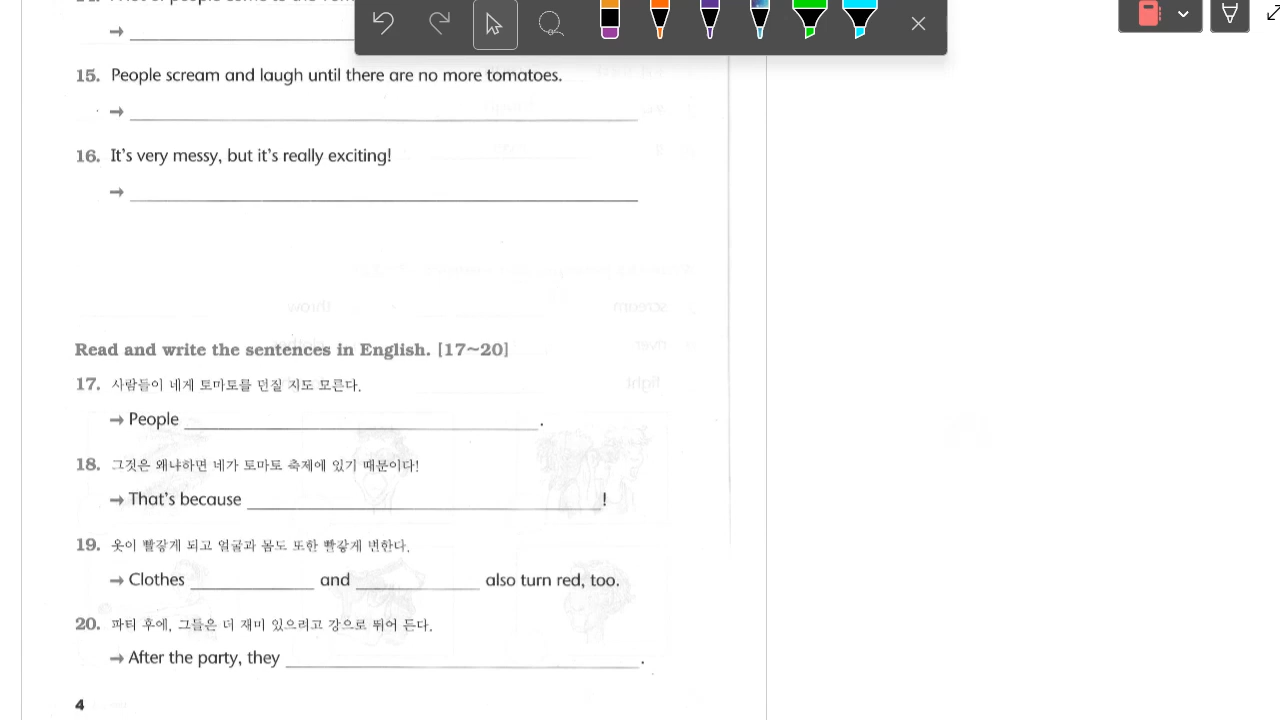 15. People scream and laugh until there are no more tomatoes.
→
16. It's very messy, but it's really exciting!
→
scream throw
river
fight
Read and write the sentences in English. [17~20]
17. 사람들이 네게 토마토를 던질 지도 모른다.
→ People .
18. 그것은 왜냐하면 네가 토마토 축제에 있기 때문이다!
→ That's because !
19. 옷이 빨갛게 되고 얼굴과 몸도 또한 빨갛게 변한다.
→ Clothes and also turn red, too.
20. 파티 후에, 그들은 더 재미 있으려고 강으로 뛰어 든다.
→ After the party, they .
4